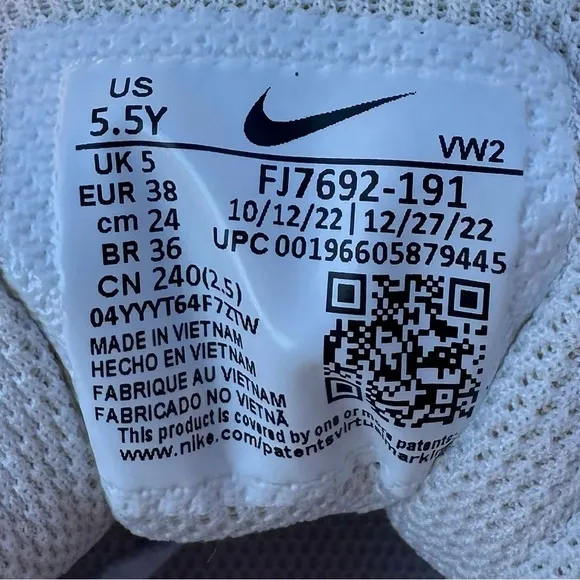 US
5.5Y
VW2
UK 5
FJ7692-191
EUR 38
10/12/22 | 12/27/22
cm 24
UPC 00196605879445
BR 36
CN 240(2.5)
04YYYT64F7ZTW
MADE IN VIETNAM
HECHO EN VIETNAM
FABRIQUE AU VIETNAM
FABRICADO NO VIETNÃ
This product is covered by one or more patents
www.nike.com/patentsvirtualmarking